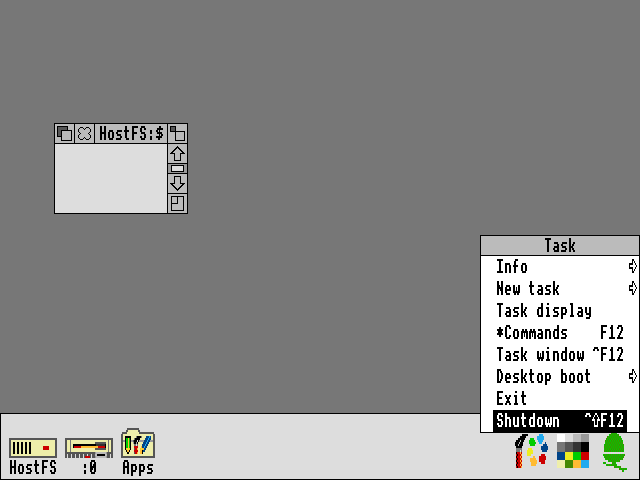 HostFS:$
Task
Info
New task
Task display
*Commands F12
Task window ^F12
Desktop boot
Exit
Shutdown ^⇧F12
HostFS :0 Apps